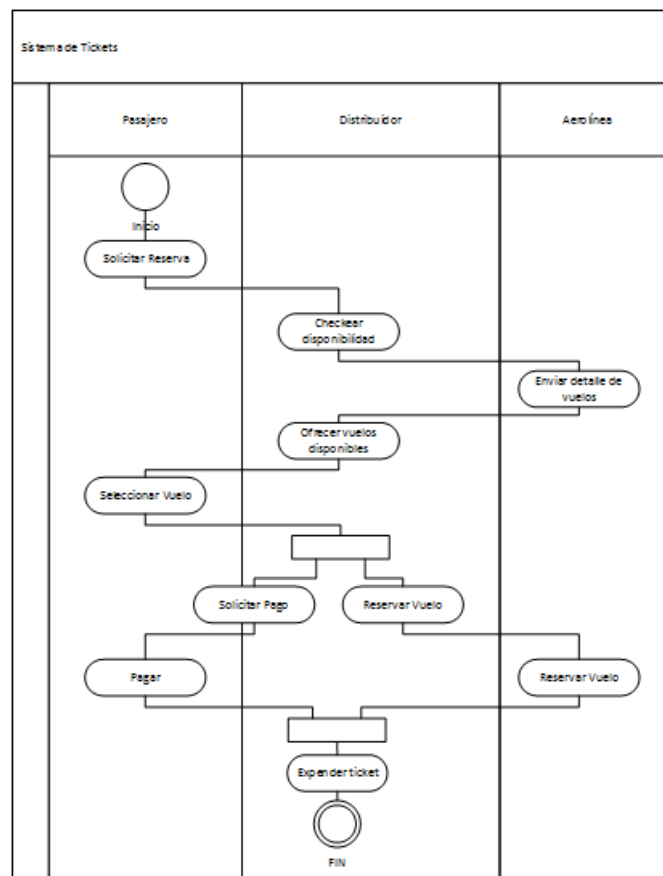 Sistema de Tickets
Pasajero
Distribuidor
Aerolínea
Inicio
Solicitar Reserva
Checkear
disponibilidad
Enviar detalle de
vuelos
Ofrecer vuelos
disponibles
Seleccionar Vuelo
Solicitar Pago
Reservar Vuelo
Pagar
Reservar Vuelo
Expender ticket
FIN